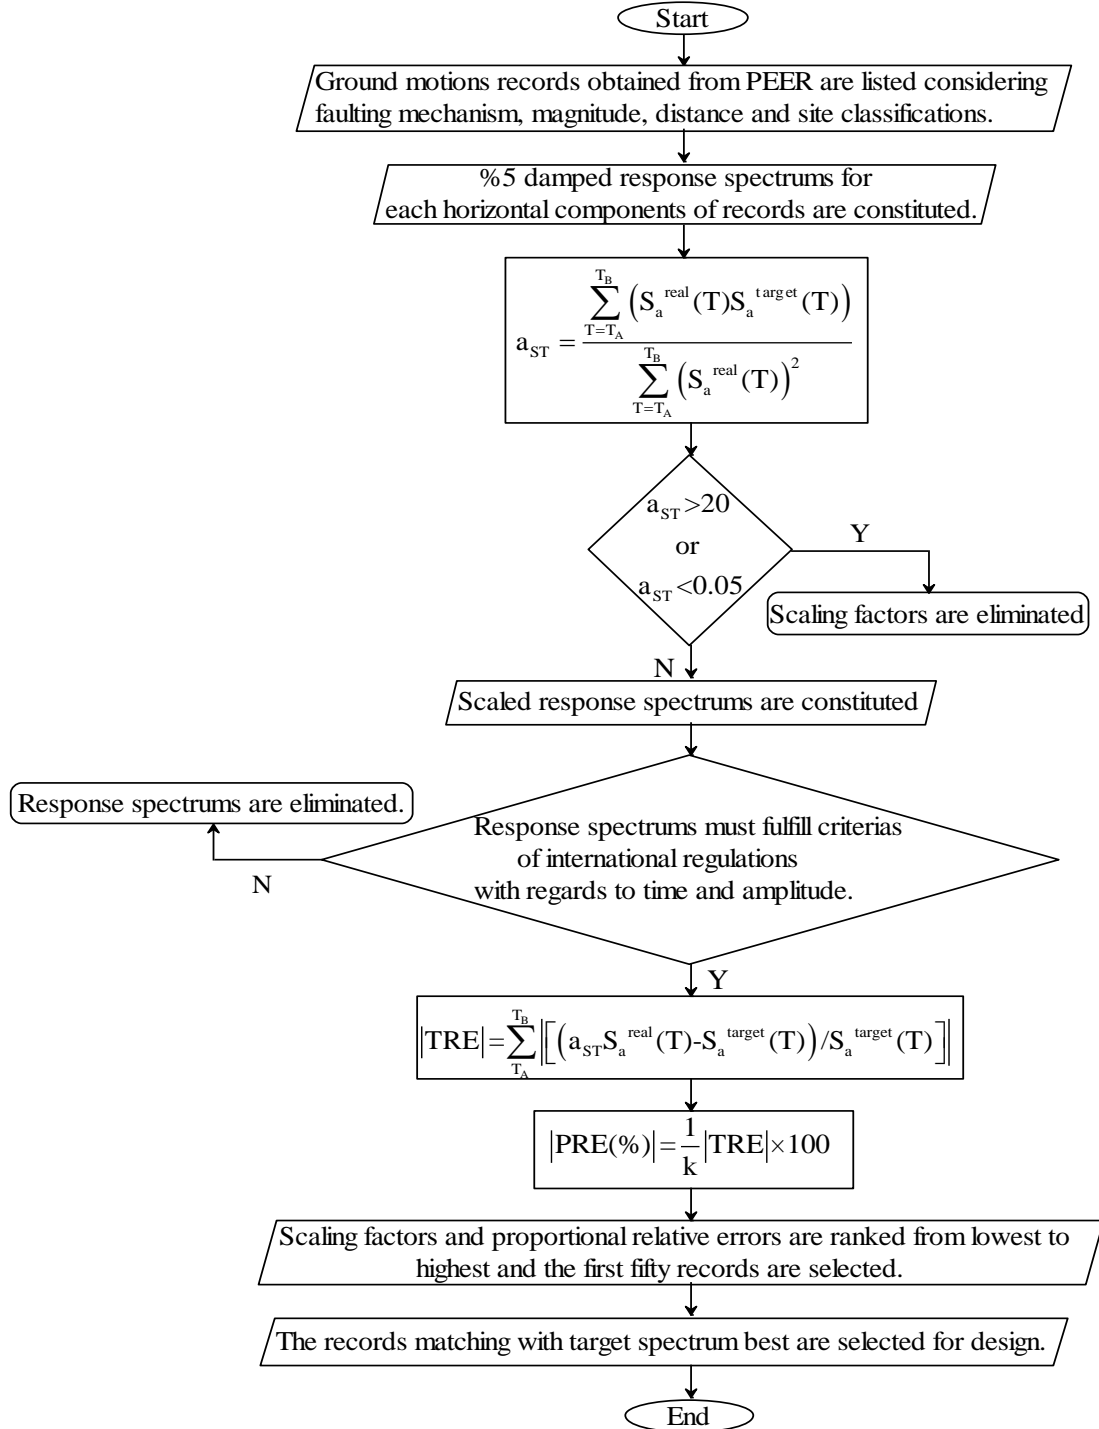 Start
Ground motions records obtained from PEER are listed considering
faulting mechanism, magnitude, distance and site classifications.
%5 damped response spectrums for
each horizontal components of records are constituted.
a_ST = \frac{\sum_{T=T_A}^{T_B} (S_a^{real}(T)S_a^{target}(T))}{\sum_{T=T_A}^{T_B} (S_a^{real}(T))^2}
a_ST >20
or
a_ST <0.05
Y
Scaling factors are eliminated
N
Scaled response spectrums are constituted
Response spectrums are eliminated.
Response spectrums must fulfill criterias
of international regulations
with regards to time and amplitude.
N
Y
|TRE|=\sum_{T_A}^{T_B} |[(a_ST S_a^{real}(T)-S_a^{target}(T))/S_a^{target}(T)]|
|PRE(%)|=\frac{1}{k}|TRE|×100
Scaling factors and proportional relative errors are ranked from lowest to
highest and the first fifty records are selected.
The records matching with target spectrum best are selected for design.
End